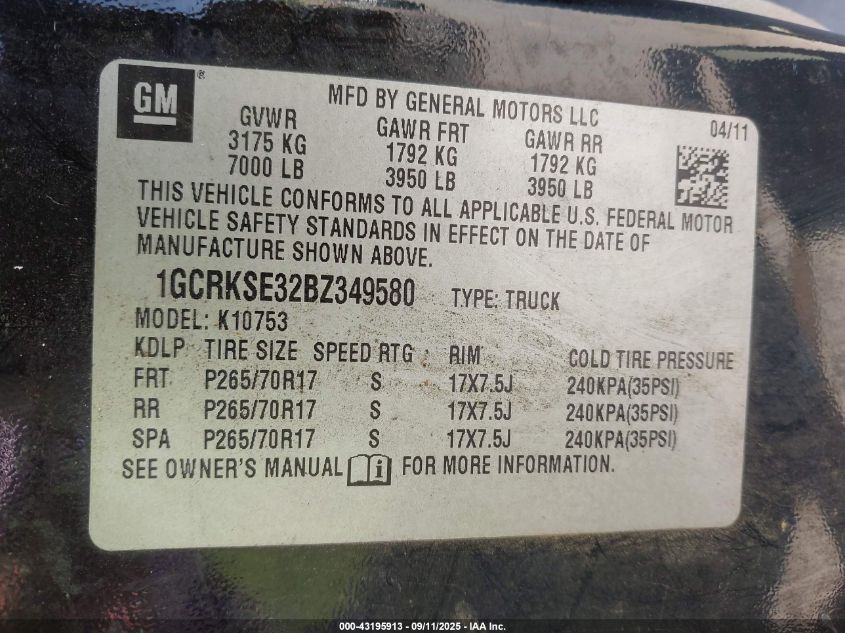 GM ®
MFD BY GENERAL MOTORS LLC
04/11
GVWR GAWR FRT GAWR RR
3175 KG 1792 KG 1792 KG
7000 LB 3950 LB 3950 LB
THIS VEHICLE CONFORMS TO ALL APPLICABLE U.S. FEDERAL MOTOR
VEHICLE SAFETY STANDARDS IN EFFECT ON THE DATE OF
MANUFACTURE SHOWN ABOVE.
1GCRKSE32BZ349580 TYPE: TRUCK
MODEL: K10753
KDLP TIRE SIZE SPEED RTG RIM COLD TIRE PRESSURE
FRT P265/70R17 S 17X7.5J 240KPA(35PSI)
RR P265/70R17 S 17X7.5J 240KPA(35PSI)
SPA P265/70R17 S 17X7.5J 240KPA(35PSI)
SEE OWNER'S MANUAL i FOR MORE INFORMATION.
000-43195913 - 09/11/2025 - IAA Inc.